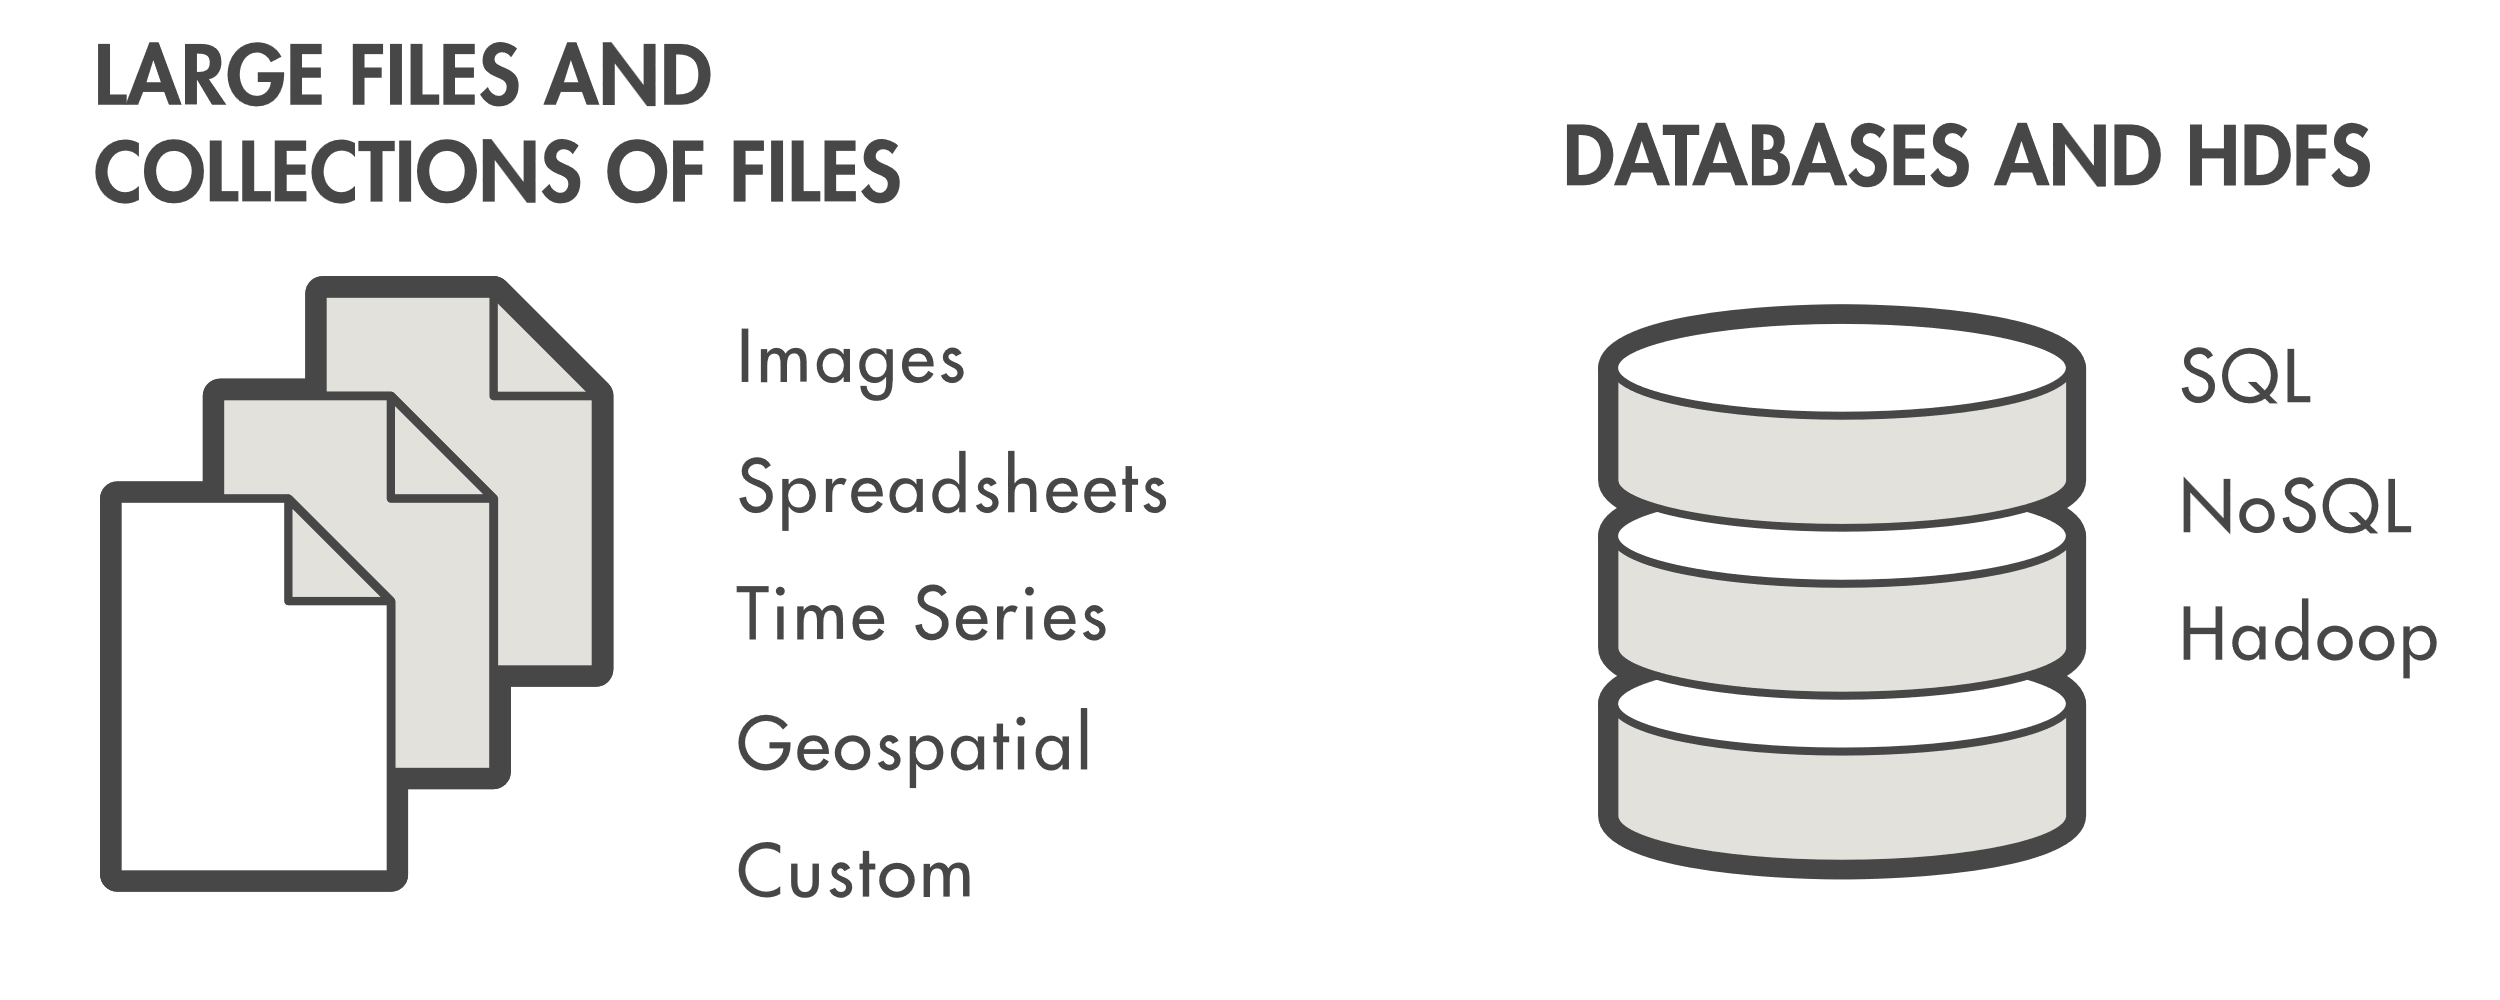 LARGE FILES AND
COLLECTIONS OF FILES
Images
Spreadsheets
Time Series
Geospatial
Custom
DATABASES AND HDFS
SQL
NoSQL
Hadoop